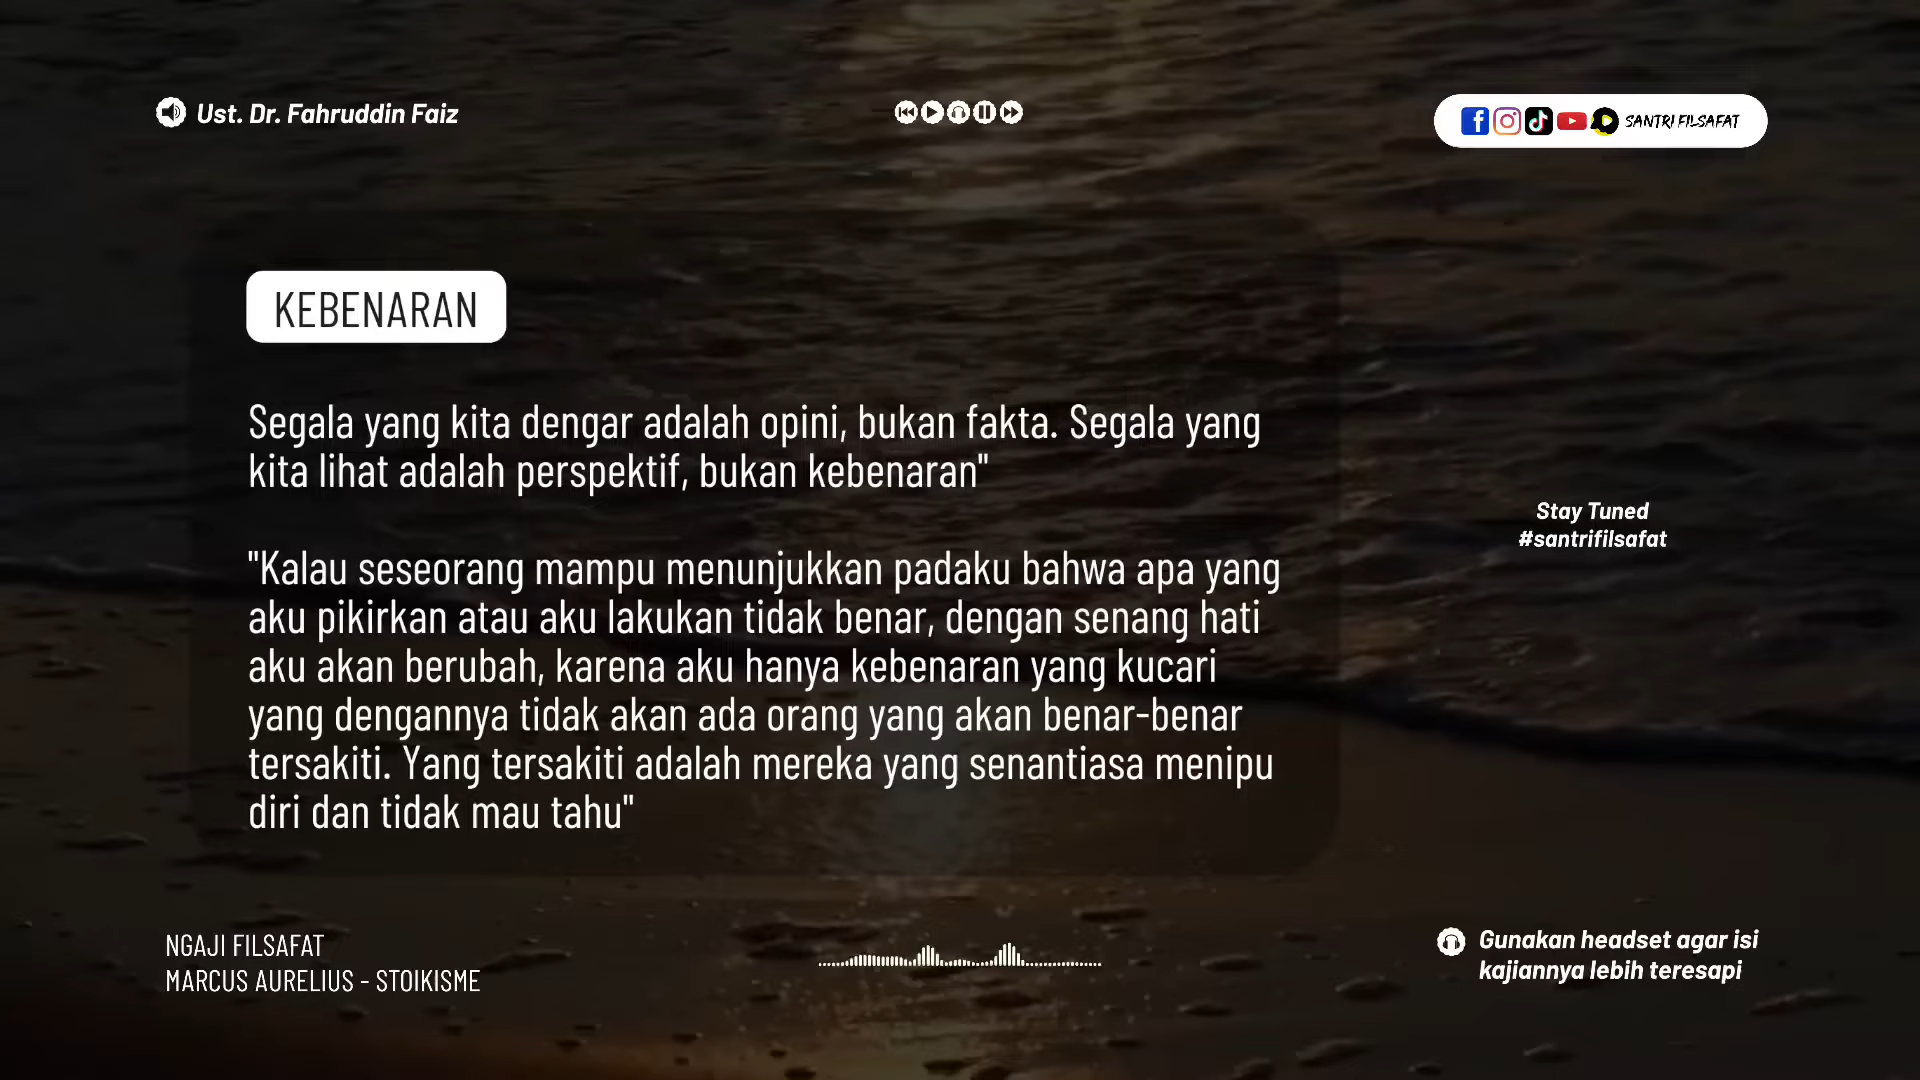 Ust. Dr. Fahruddin Faiz
SANTRI FILSAFAT
KEBENARAN
Segala yang kita dengar adalah opini, bukan fakta. Segala yang
kita lihat adalah perspektif, bukan kebenaran"
"Kalau seseorang mampu menunjukkan padaku bahwa apa yang
aku pikirkan atau aku lakukan tidak benar, dengan senang hati
aku akan berubah, karena aku hanya kebenaran yang kucari
yang dengannya tidak akan ada orang yang akan benar-benar
tersakiti. Yang tersakiti adalah mereka yang senantiasa menipu
diri dan tidak mau tahu"
Stay Tuned
#santrifilsafat
NGAJI FILSAFAT
MARCUS AURELIUS - STOIKISME
Gunakan headset agar isi
kajiannya lebih teresapi